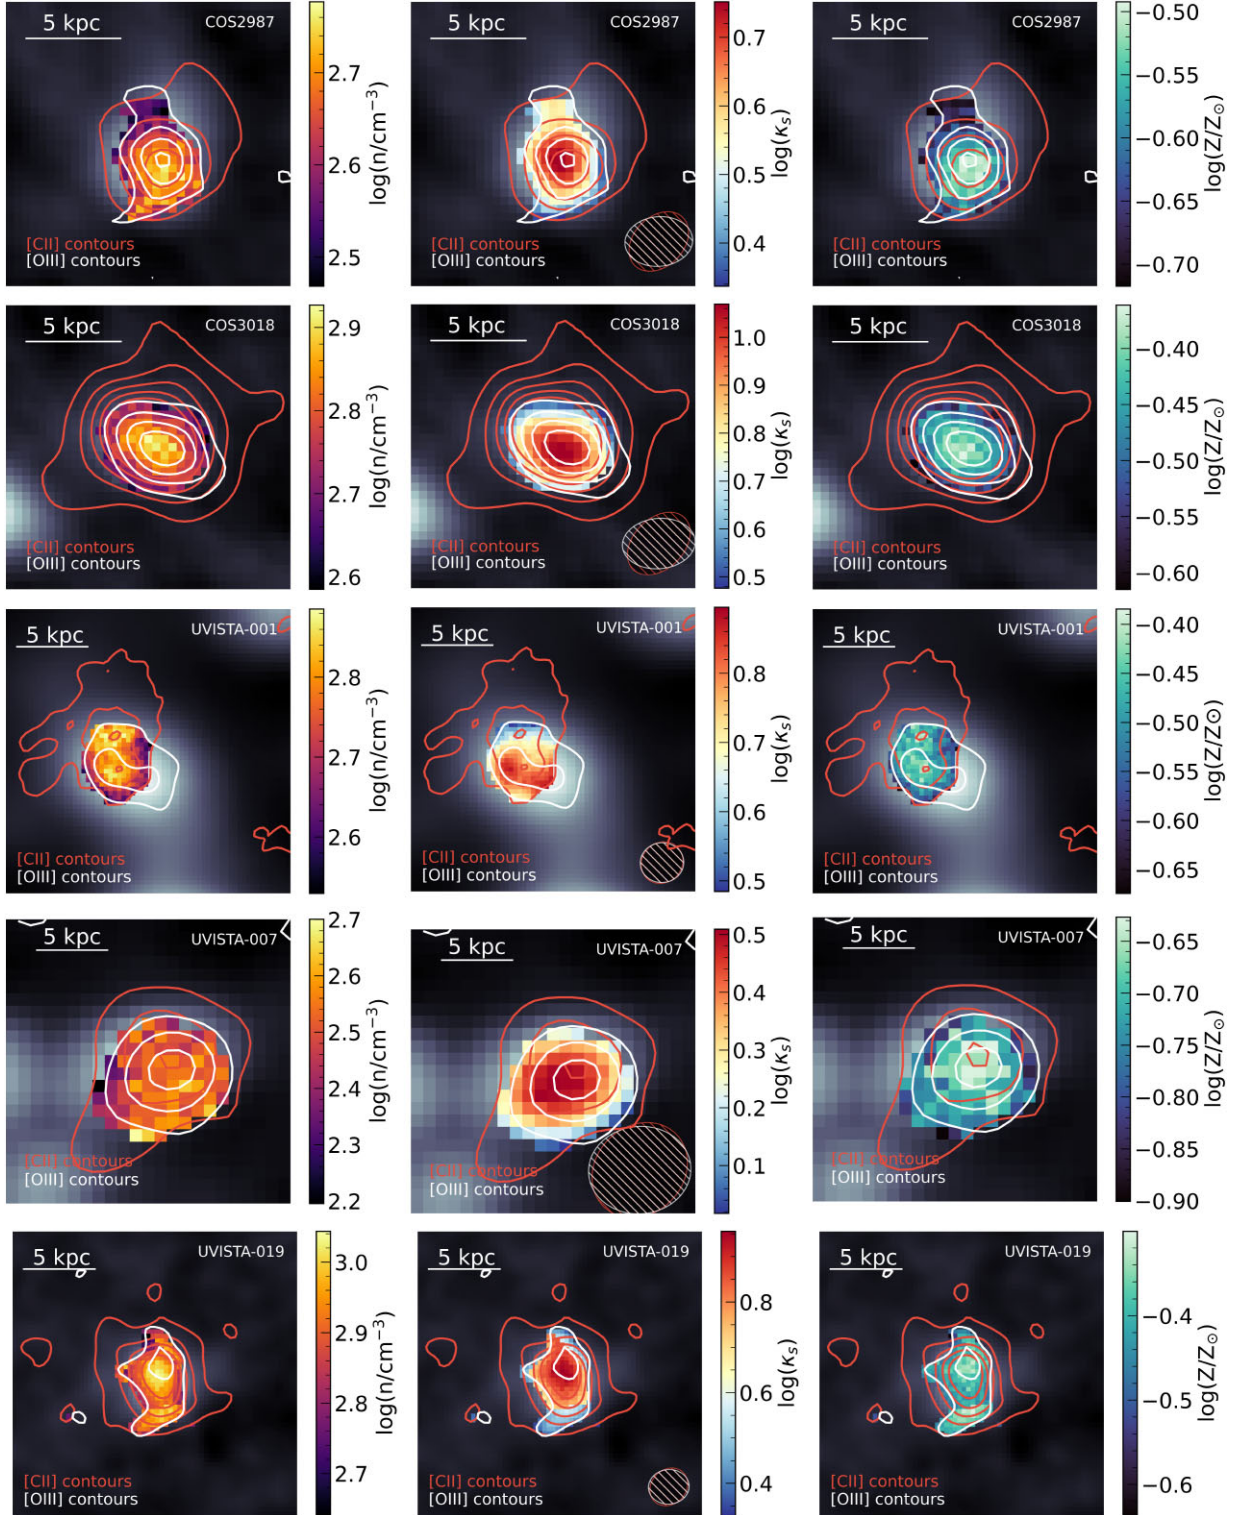 5 kpc COS2987
2.7
2.6
2.5
log(n/cm⁻³)
[CII] contours
[OIII] contours
5 kpc COS2987
0.7
0.6
0.5
0.4
log(κₛ)
[CII] contours
[OIII] contours
5 kpc COS2987
−0.50
−0.55
−0.60
−0.65
−0.70
log(Z/Z☉)
[CII] contours
[OIII] contours
5 kpc COS3018
2.9
2.8
2.7
2.6
log(n/cm⁻³)
[CII] contours
[OIII] contours
5 kpc COS3018
1.0
0.9
0.8
0.7
0.6
0.5
log(κₛ)
[CII] contours
[OIII] contours
5 kpc COS3018
−0.40
−0.45
−0.50
−0.55
−0.60
log(Z/Z☉)
[CII] contours
[OIII] contours
5 kpc UVISTA-001
2.8
2.7
2.6
log(n/cm⁻³)
[CII] contours
[OIII] contours
5 kpc UVISTA-001
0.8
0.7
0.6
0.5
log(κₛ)
[CII] contours
[OIII] contours
5 kpc UVISTA-001
−0.40
−0.45
−0.50
−0.55
−0.60
−0.65
log(Z/Z⊙)
[CII] contours
[OIII] contours
5 kpc UVISTA-007
2.7
2.6
2.5
2.4
2.3
2.2
log(n/cm⁻³)
[CII] contours
[OIII] contours
5 kpc UVISTA-007
0.5
0.4
0.3
0.2
0.1
log(κₛ)
[CII] contours
[OIII] contours
5 kpc UVISTA-007
−0.65
−0.70
−0.75
−0.80
−0.85
−0.90
log(Z/Z☉)
[CII] contours
[OIII] contours
5 kpc UVISTA-019
3.0
2.9
2.8
2.7
log(n/cm⁻³)
[CII] contours
[OIII] contours
5 kpc UVISTA-019
0.8
0.6
0.4
log(κₛ)
[CII] contours
[OIII] contours
5 kpc UVISTA-019
−0.4
−0.5
−0.6
log(Z/Z☉)
[CII] contours
[OIII] contours